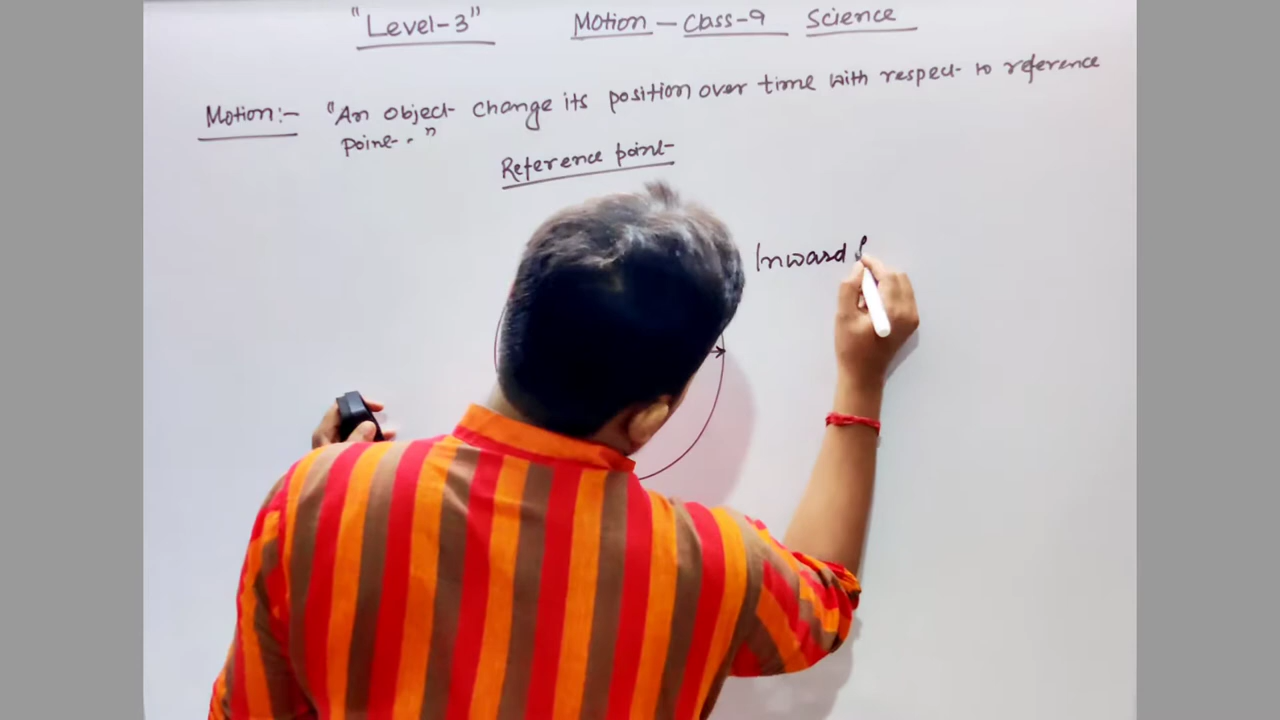 "Level-3" Motion - Class-9 Science
Motion:- "An object change its position over time with respect to reference
point."
Reference point
Inward